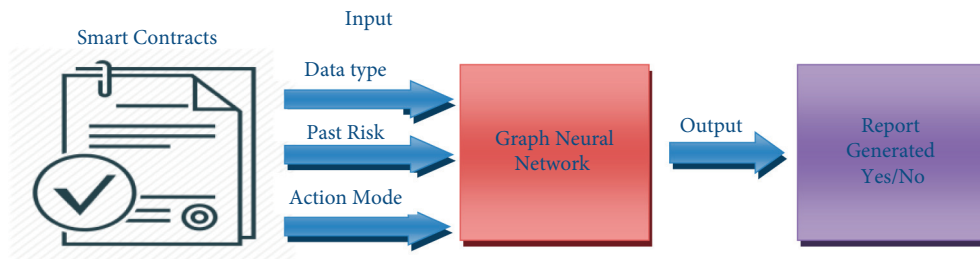 Input
Smart Contracts
Data type
Past Risk
Action Mode
Graph Neural
Network
Output
Report
Generated
Yes/No